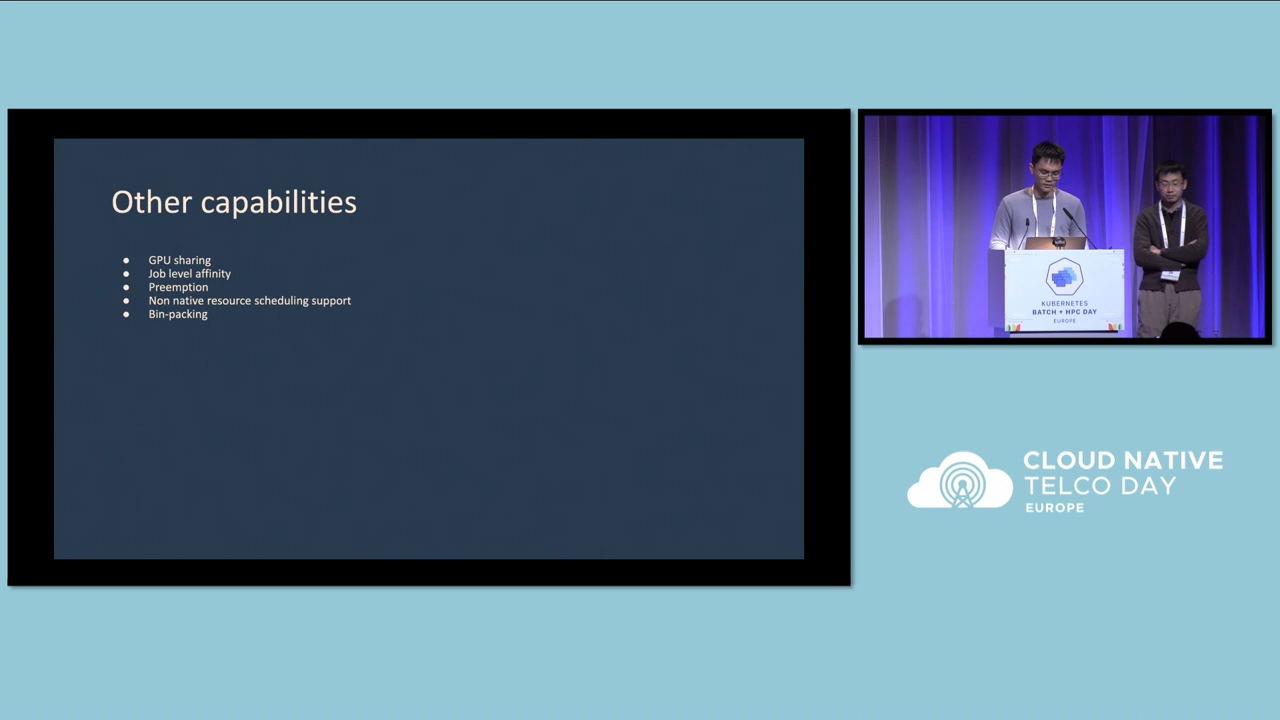 Other capabilities
● GPU sharing
● Job level affinity
● Preemption
● Non native resource scheduling support
● Bin-packing
KUBERNETES
BATCH + HPC DAY
EUROPE
CLOUD NATIVE
TELCO DAY
EUROPE